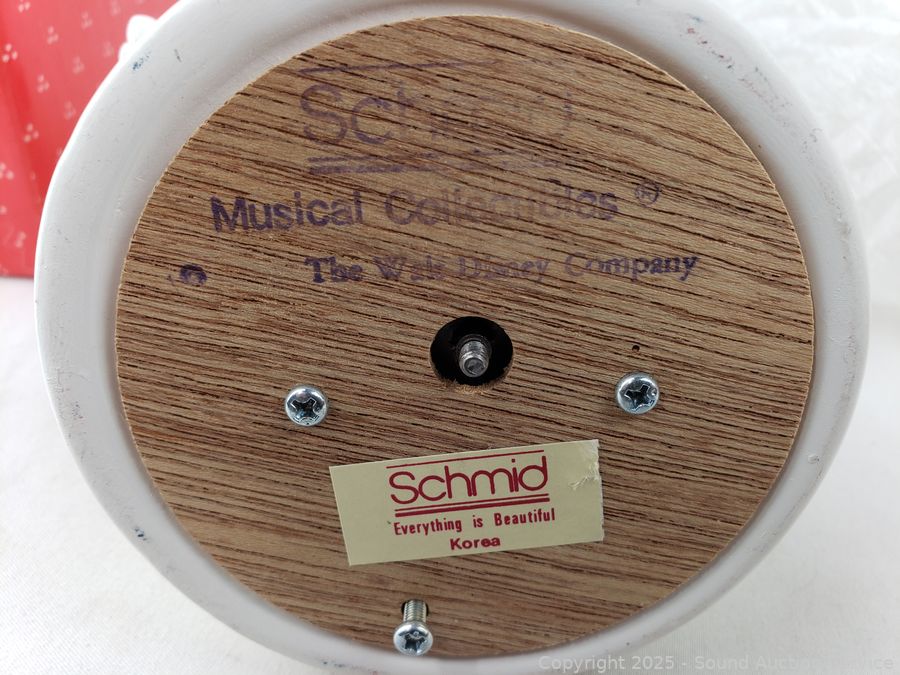 Schmid
Musical Collectibles ®
© The Walt Disney Company
Schmid
Everything is Beautiful
Korea
Copyright 2025 - Sound Auction Service